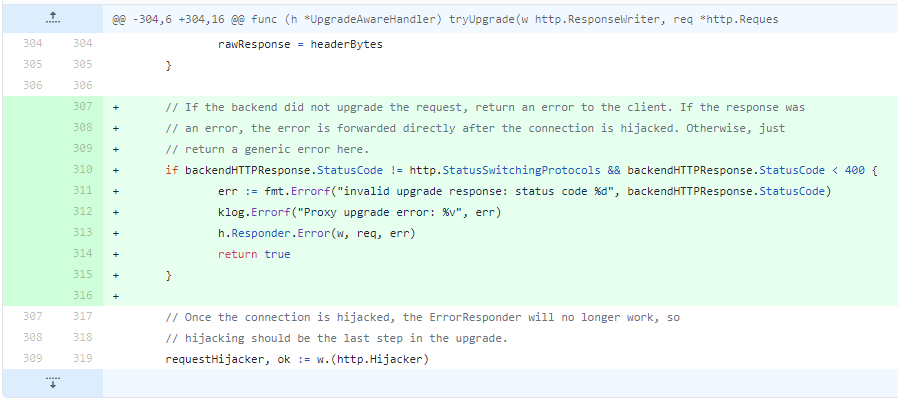 @@ -304,6 +304,16 @@ func (h *UpgradeAwareHandler) tryUpgrade(w http.ResponseWriter, req *http.Reques
304 304 rawResponse = headerBytes
305 305 }
306 306
307 + // If the backend did not upgrade the request, return an error to the client. If the response was
308 + // an error, the error is forwarded directly after the connection is hijacked. Otherwise, just
309 + // return a generic error here.
310 + if backendHTTPResponse.StatusCode != http.StatusSwitchingProtocols && backendHTTPResponse.StatusCode < 400 {
311 + err := fmt.Errorf("invalid upgrade response: status code %d", backendHTTPResponse.StatusCode)
312 + klog.Errorf("Proxy upgrade error: %v", err)
313 + h.Responder.Error(w, req, err)
314 + return true
315 + }
316 +
307 317 // Once the connection is hijacked, the ErrorResponder will no longer work, so
308 318 // hijacking should be the last step in the upgrade.
309 319 requestHijacker, ok := w.(http.Hijacker)